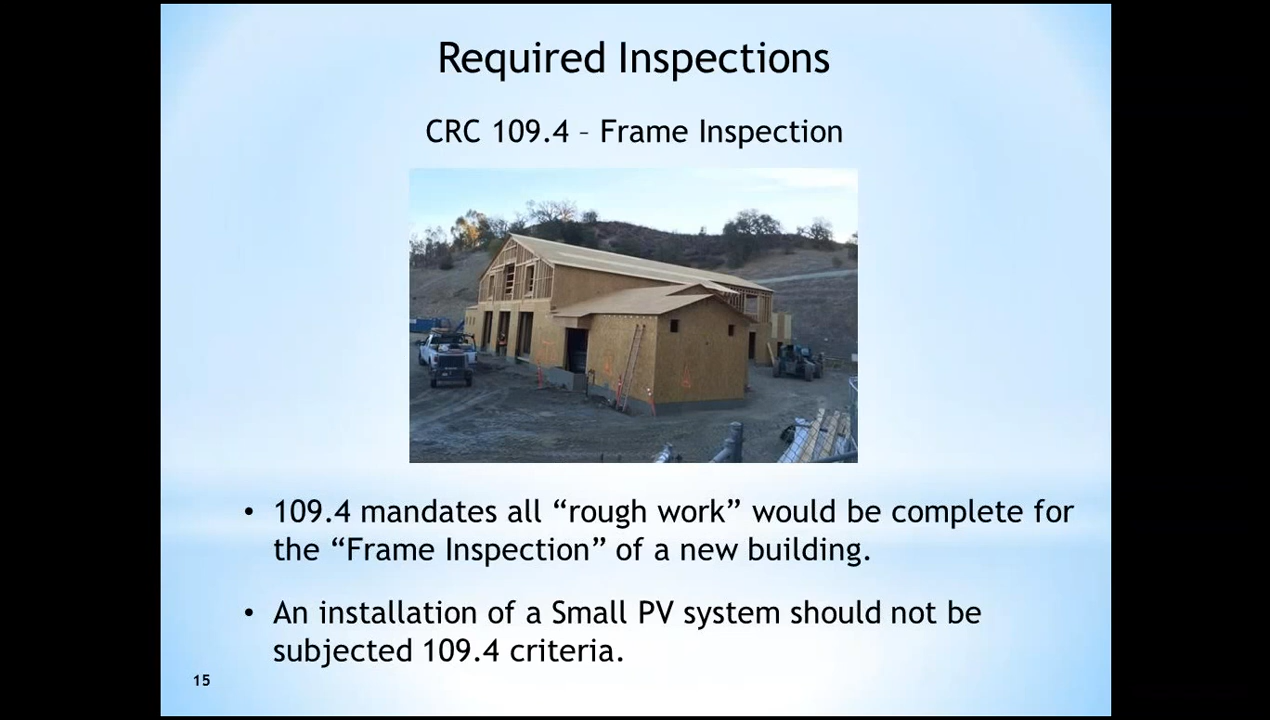 Required Inspections
CRC 109.4 – Frame Inspection
• 109.4 mandates all “rough work” would be complete for
the “Frame Inspection” of a new building.
• An installation of a Small PV system should not be
subjected 109.4 criteria.
15